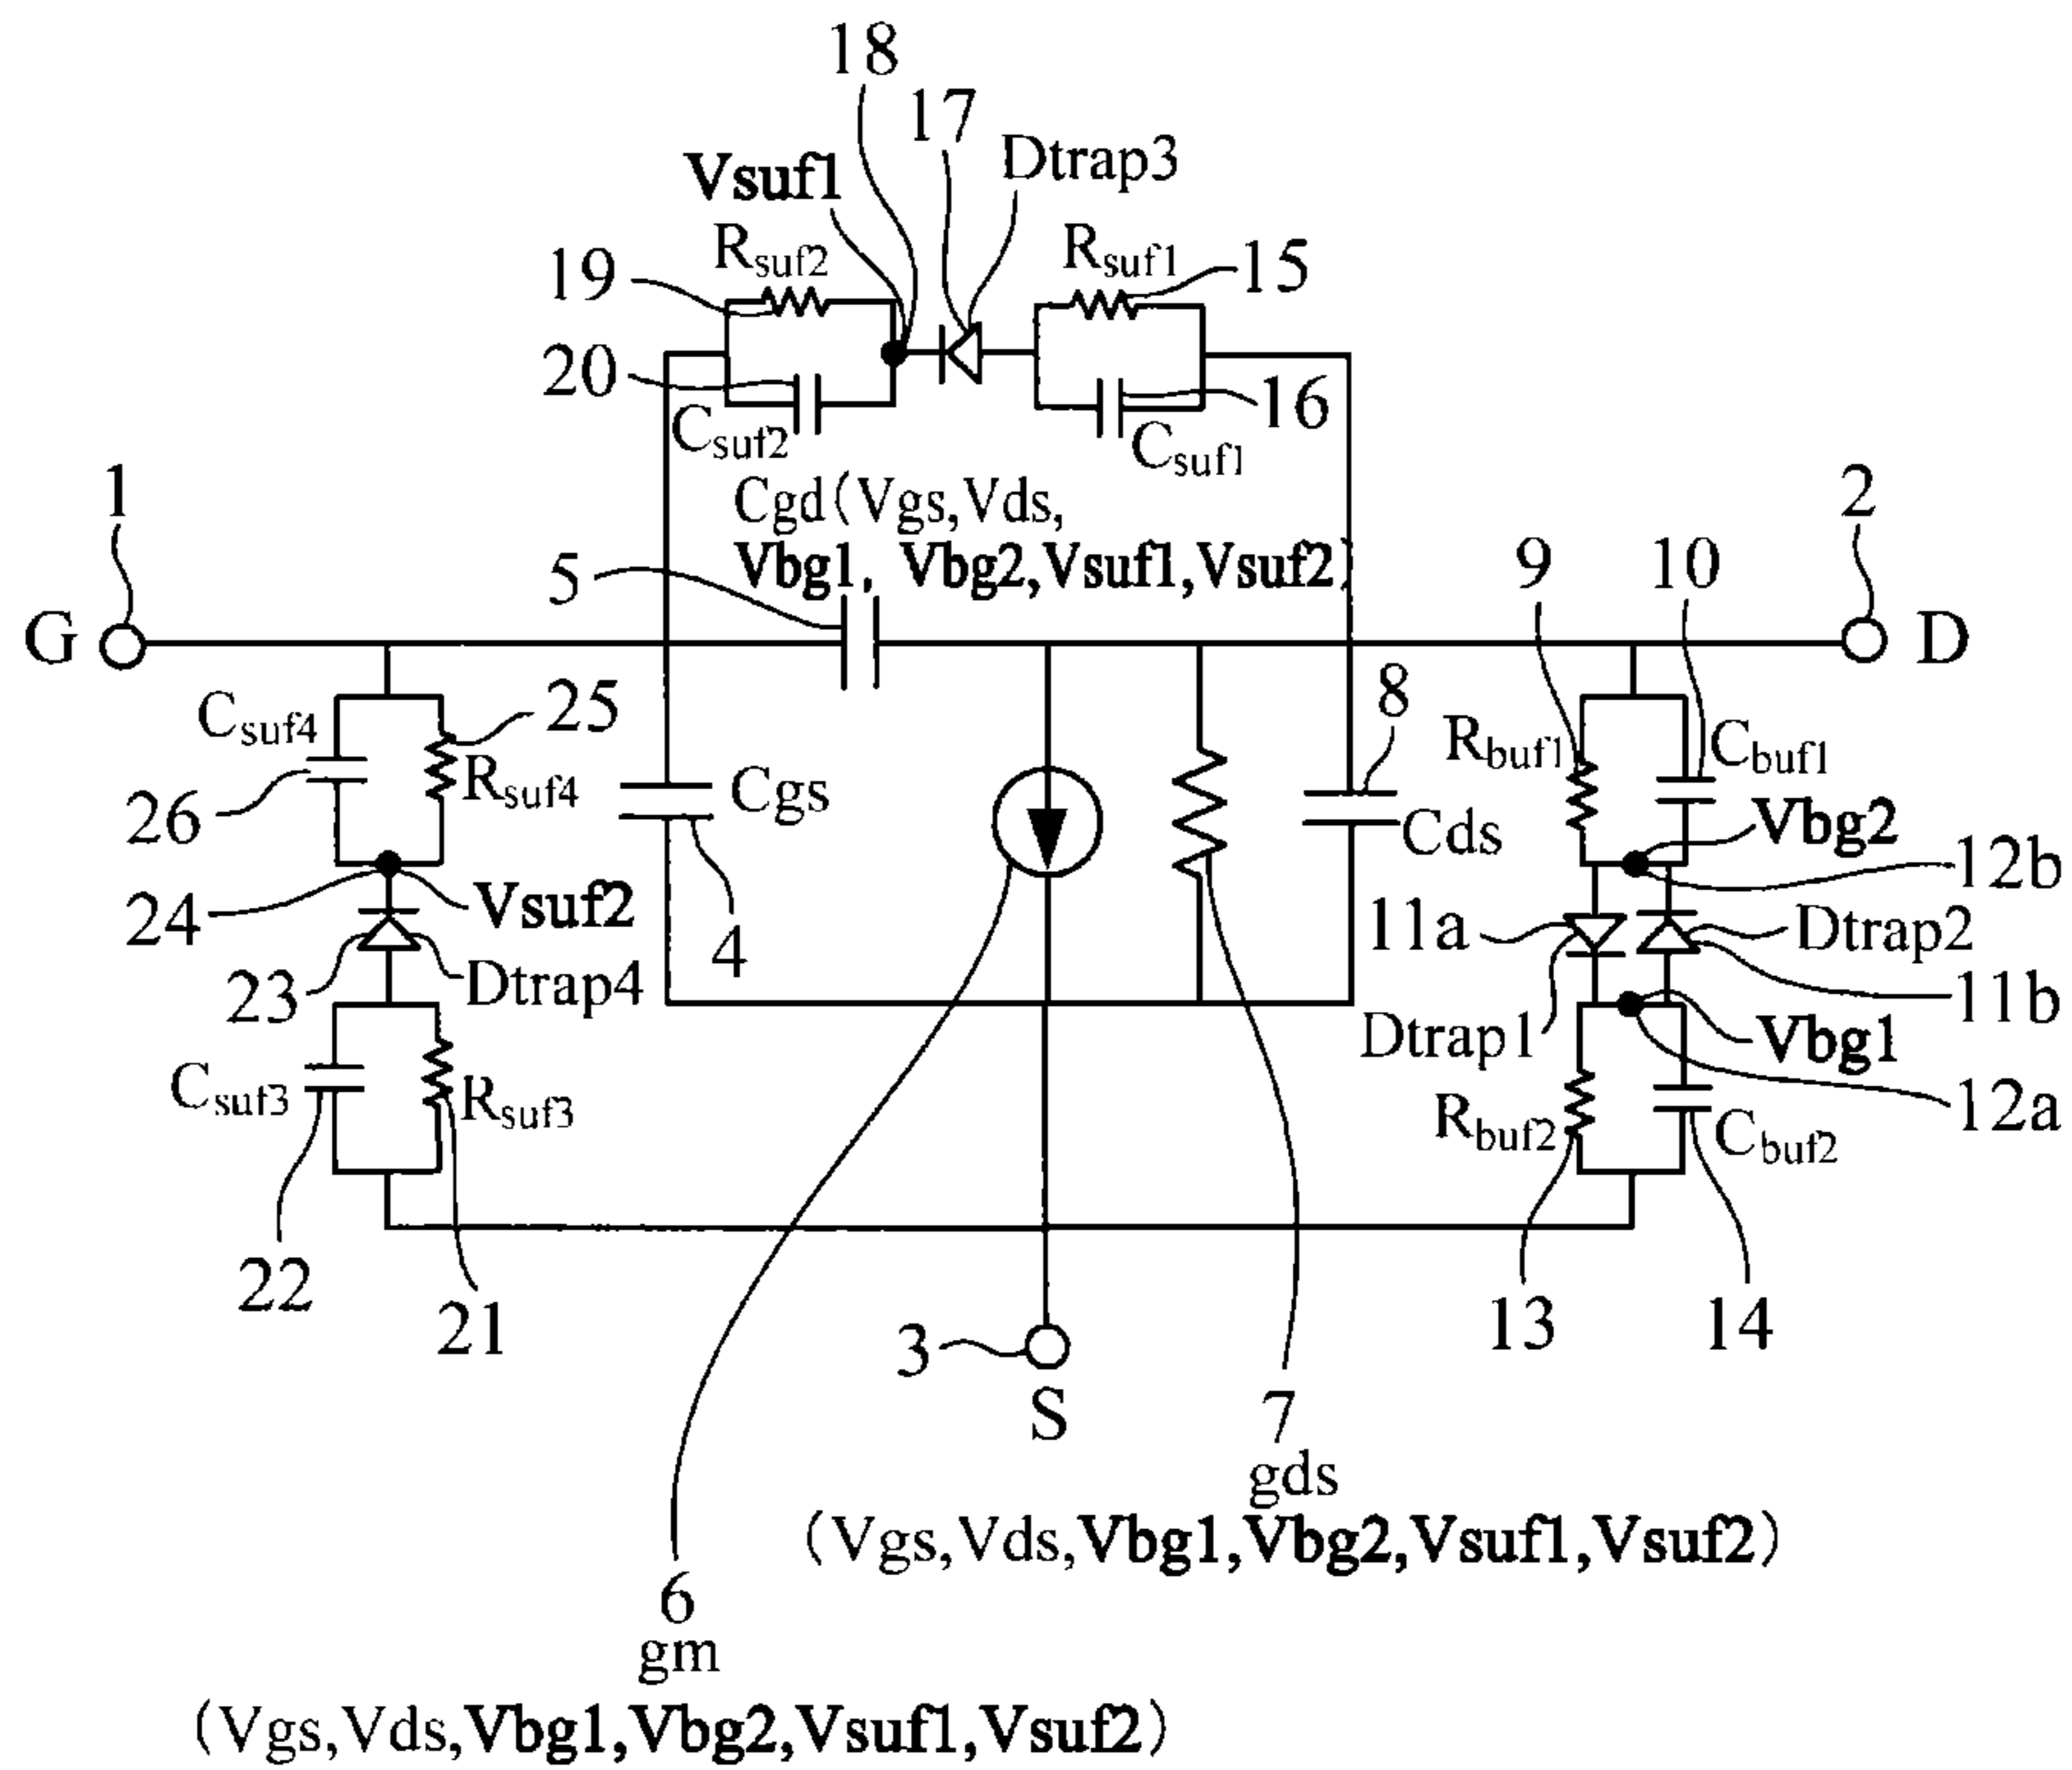 18
17
Dtrap3
Vsuf1
Rsuf2
Rsuf1
15
19
20
16
Csuf2
Csuf1
Cgd(Vgs,Vds,
Vbg1, Vbg2,Vsuf1,Vsuf2)
1
2
5
9
10
G
D
Csuf4
25
8
Rbuf1
Cbuf1
26
Rsuf4
Cgs
Cds
Vbg2
12b
24
Vsuf2
4
11a
Dtrap2
23
Dtrap4
11b
Dtrap1
Vbg1
Csuf3
Rsuf3
12a
Rbuf2
Cbuf2
22
21
13
14
3
S
7
gds
(Vgs,Vds,Vbg1,Vbg2,Vsuf1,Vsuf2)
6
gm
(Vgs,Vds,Vbg1,Vbg2,Vsuf1,Vsuf2)